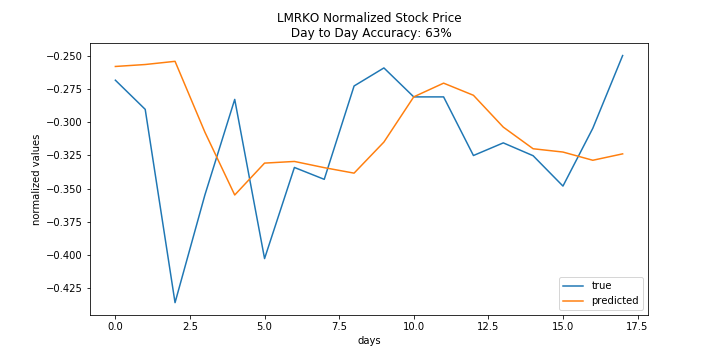 LMRKO Normalized Stock Price
Day to Day Accuracy: 63%
−0.250
−0.275
−0.300
−0.325
−0.350
−0.375
−0.400
−0.425
normalized values
0.0 2.5 5.0 7.5 10.0 12.5 15.0 17.5
days
true
predicted